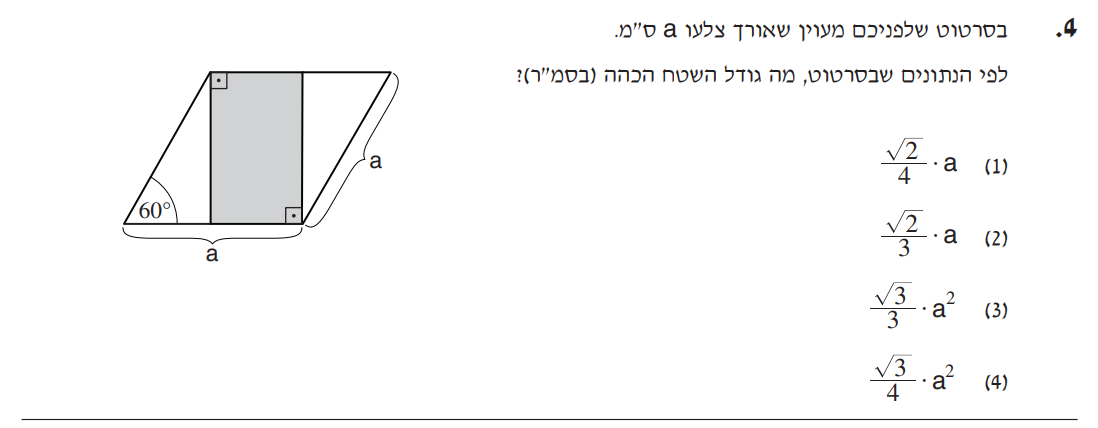 .4 בסרטוט שלפניכם מעוין שאורך צלעו a ס"מ.
לפי הנתונים שבסרטוט, מה גודל השטח הכהה (בסמ"ר)?
(1) √2/4 · a
(2) √2/3 · a
(3) √3/3 · a²
(4) √3/4 · a²
a
60°
a